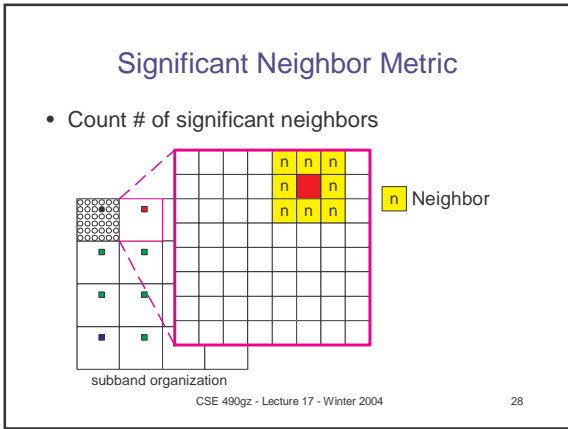 Significant Neighbor Metric
• Count # of significant neighbors
n n n
n n
n n n
n Neighbor
subband organization
CSE 490gz - Lecture 17 - Winter 2004 28